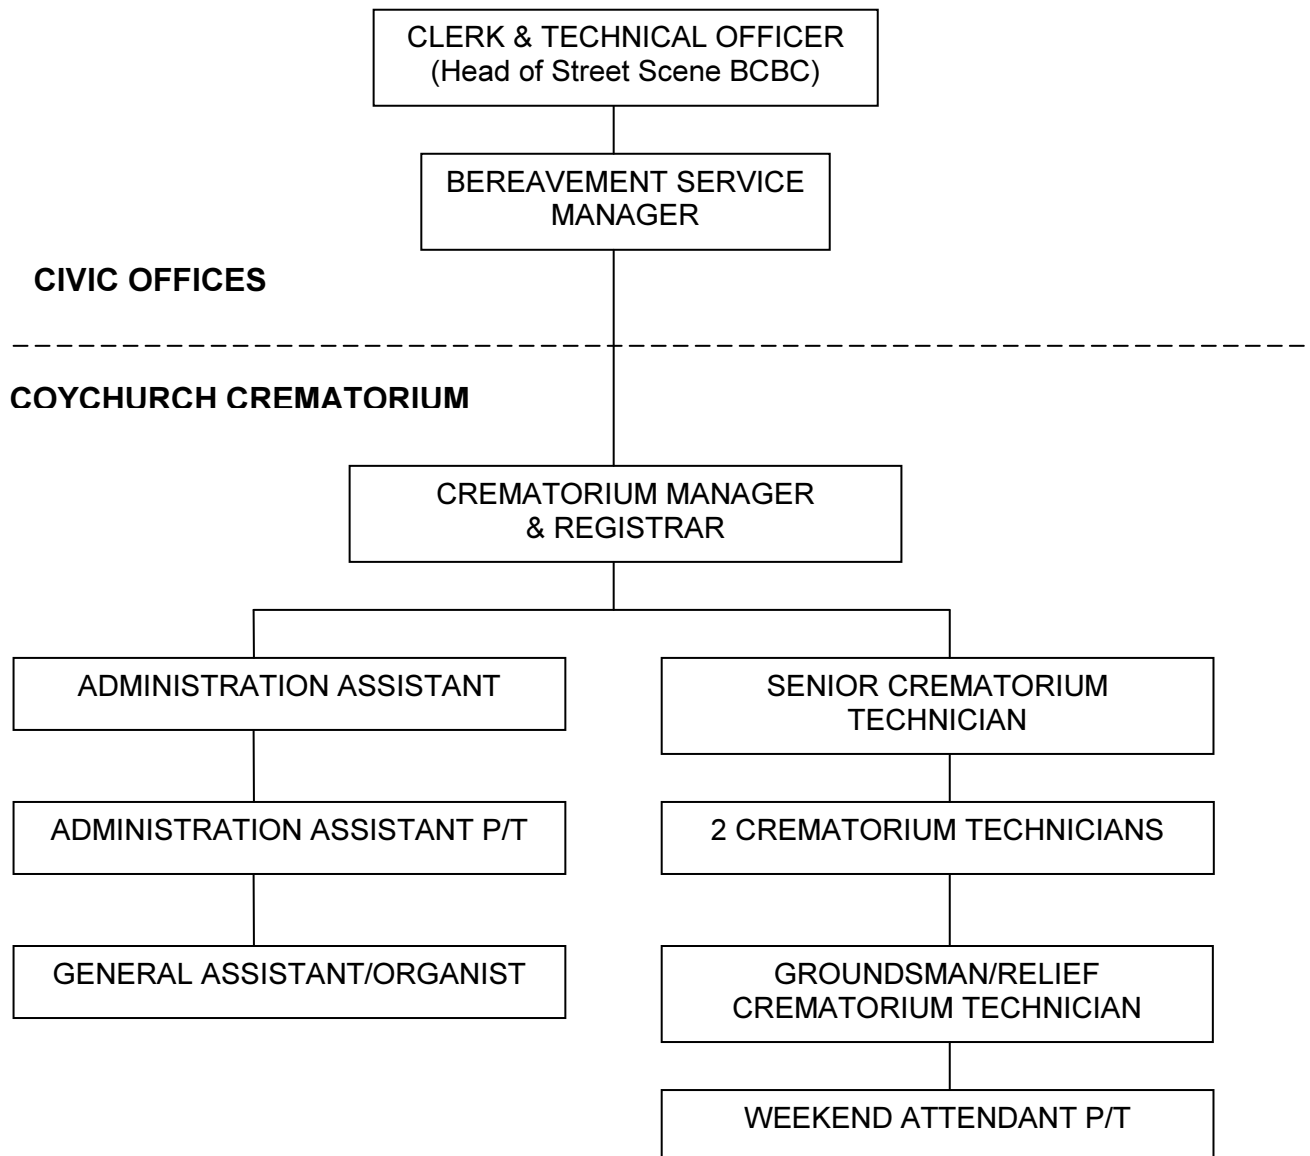 CLERK & TECHNICAL OFFICER
(Head of Street Scene BCBC)
BEREAVEMENT SERVICE
MANAGER
CIVIC OFFICES
COYCHURCH CREMATORIUM
CREMATORIUM MANAGER
& REGISTRAR
ADMINISTRATION ASSISTANT
SENIOR CREMATORIUM
TECHNICIAN
ADMINISTRATION ASSISTANT P/T
2 CREMATORIUM TECHNICIANS
GENERAL ASSISTANT/ORGANIST
GROUNDSMAN/RELIEF
CREMATORIUM TECHNICIAN
WEEKEND ATTENDANT P/T